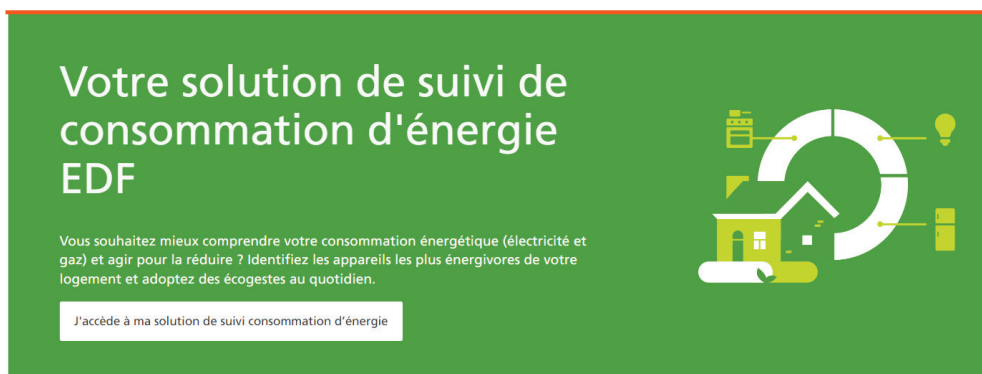 Votre solution de suivi de
consommation d'énergie
EDF
Vous souhaitez mieux comprendre votre consommation énergétique (électricité et
gaz) et agir pour la réduire ? Identifiez les appareils les plus énergivores de votre
logement et adoptez des écogestes au quotidien.
J'accède à ma solution de suivi consommation d’énergie